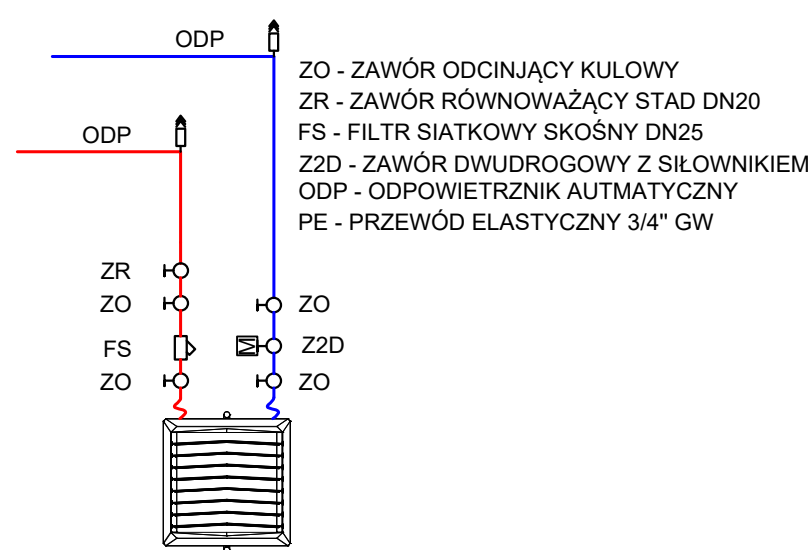 ODP
ZO - ZAWÓR ODCINJĄCY KULOWY
ZR - ZAWÓR RÓWNOWAŻĄCY STAD DN20
ODP
FS - FILTR SIATKOWY SKOŚNY DN25
Z2D - ZAWÓR DWUDROGOWY Z SIŁOWNIKIEM
ODP - ODPOWIETRZNIK AUTMATYCZNY
PE - PRZEWÓD ELASTYCZNY 3/4" GW
ZR
ZO ZO
FS M Z2D
ZO ZO